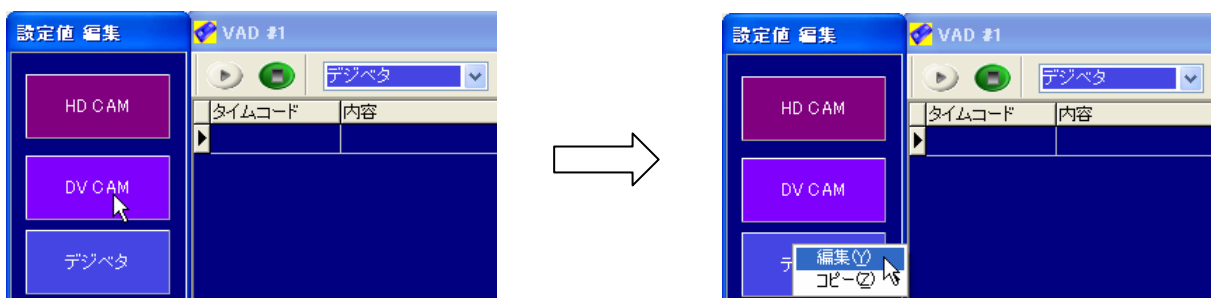 設定値 編集
VAD #1
デジベタ
HD CAM
タイムコード
内容
DV CAM
デジベタ
設定値 編集
VAD #1
デジベタ
HD CAM
タイムコード
内容
DV CAM
デ
編集(Y)
コピー(Z)